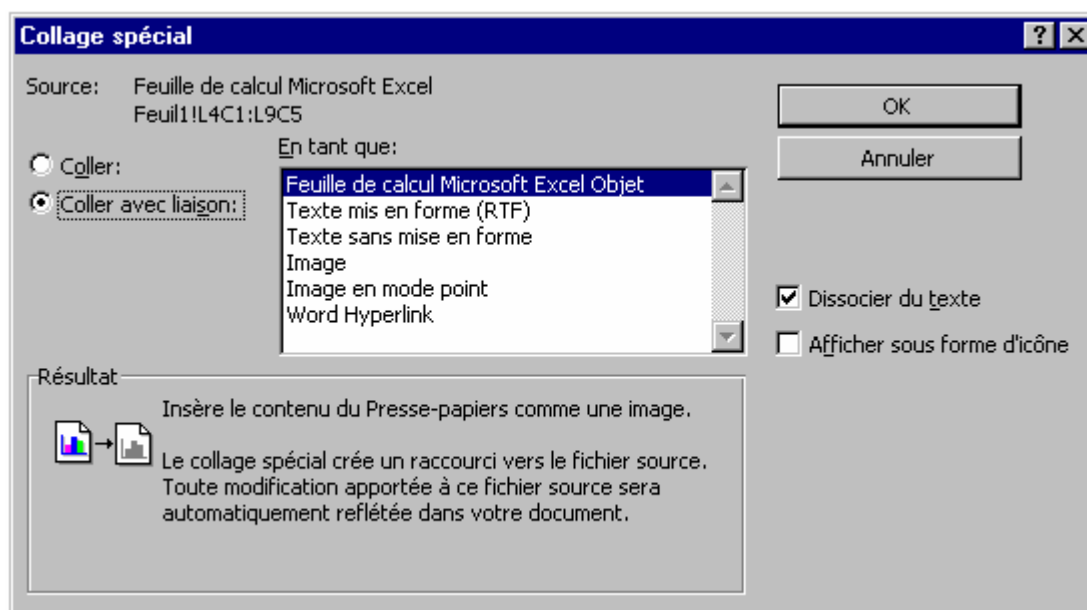 Collage spécial
Source: Feuille de calcul Microsoft Excel
Feuil1!L4C1:L9C5
OK
Annuler
Coller:
Coller avec liaison:
En tant que:
Feuille de calcul Microsoft Excel Objet
Texte mis en forme (RTF)
Texte sans mise en forme
Image
Image en mode point
Word Hyperlink
Dissocier du texte
Afficher sous forme d'icône
Résultat
Insère le contenu du Presse-papiers comme une image.
Le collage spécial crée un raccourci vers le fichier source.
Toute modification apportée à ce fichier source sera
automatiquement reflétée dans votre document.